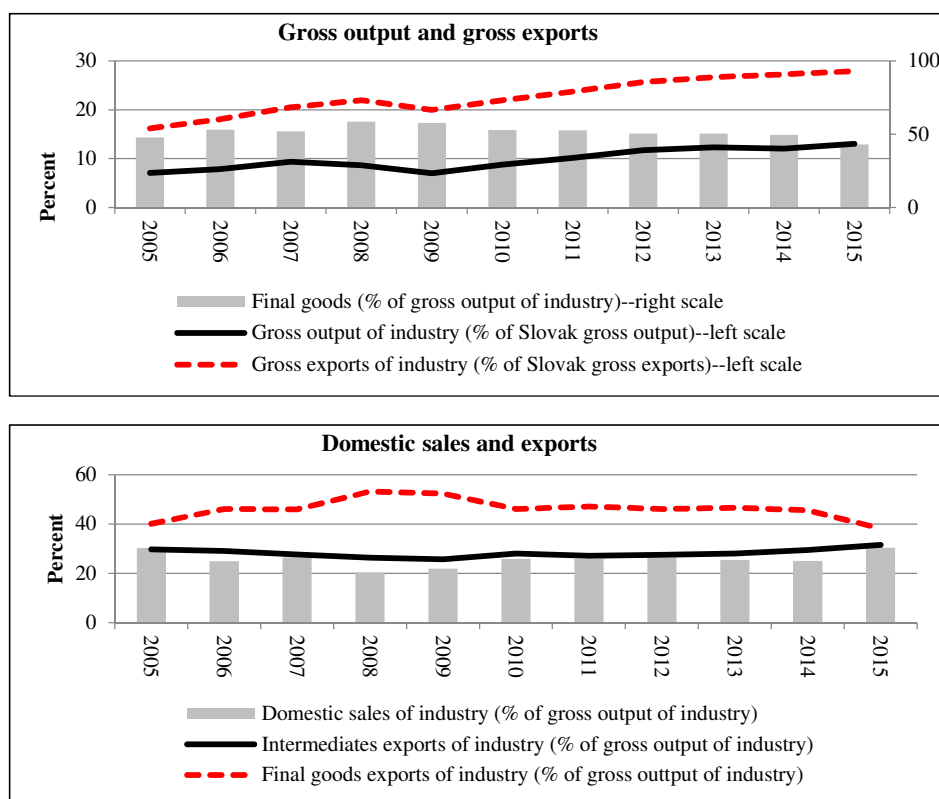 Gross output and gross exports
Percent
30
20
10
0
100
50
0
2005 2006 2007 2008 2009 2010 2011 2012 2013 2014 2015
Final goods (% of gross output of industry)--right scale
Gross output of industry (% of Slovak gross output)--left scale
Gross exports of industry (% of Slovak gross exports)--left scale
Domestic sales and exports
Percent
60
40
20
0
2005 2006 2007 2008 2009 2010 2011 2012 2013 2014 2015
Domestic sales of industry (% of gross output of industry)
Intermediates exports of industry (% of gross output of industry)
Final goods exports of industry (% of gross outtput of industry)